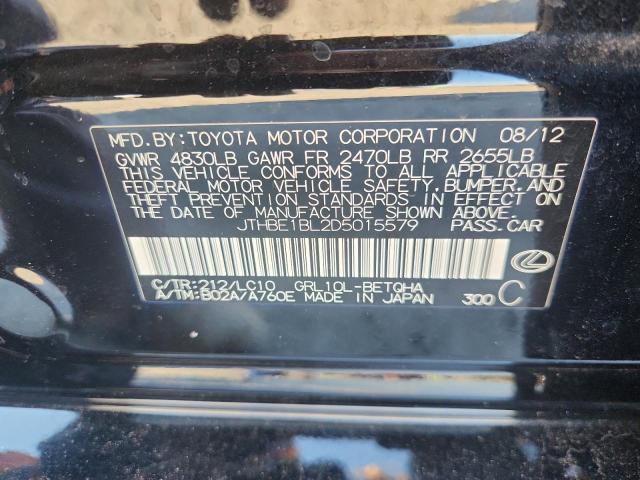 MFD.BY:TOYOTA MOTOR CORPORATION 08/12
GVWR 4830LB GAWR FR 2470LB RR 2655LB
THIS VEHICLE CONFORMS TO ALL APPLICABLE
FEDERAL MOTOR VEHICLE SAFETY,BUMPER,AND
THEFT PREVENTION STANDARDS IN EFFECT ON
THE DATE OF MANUFACTURE SHOWN ABOVE.
JTHBE1BL2D5015579 PASS.CAR
C/TR:212/LC10 GRL10L-BETQHA
A/TM:B02A/A760E MADE IN JAPAN 300 C